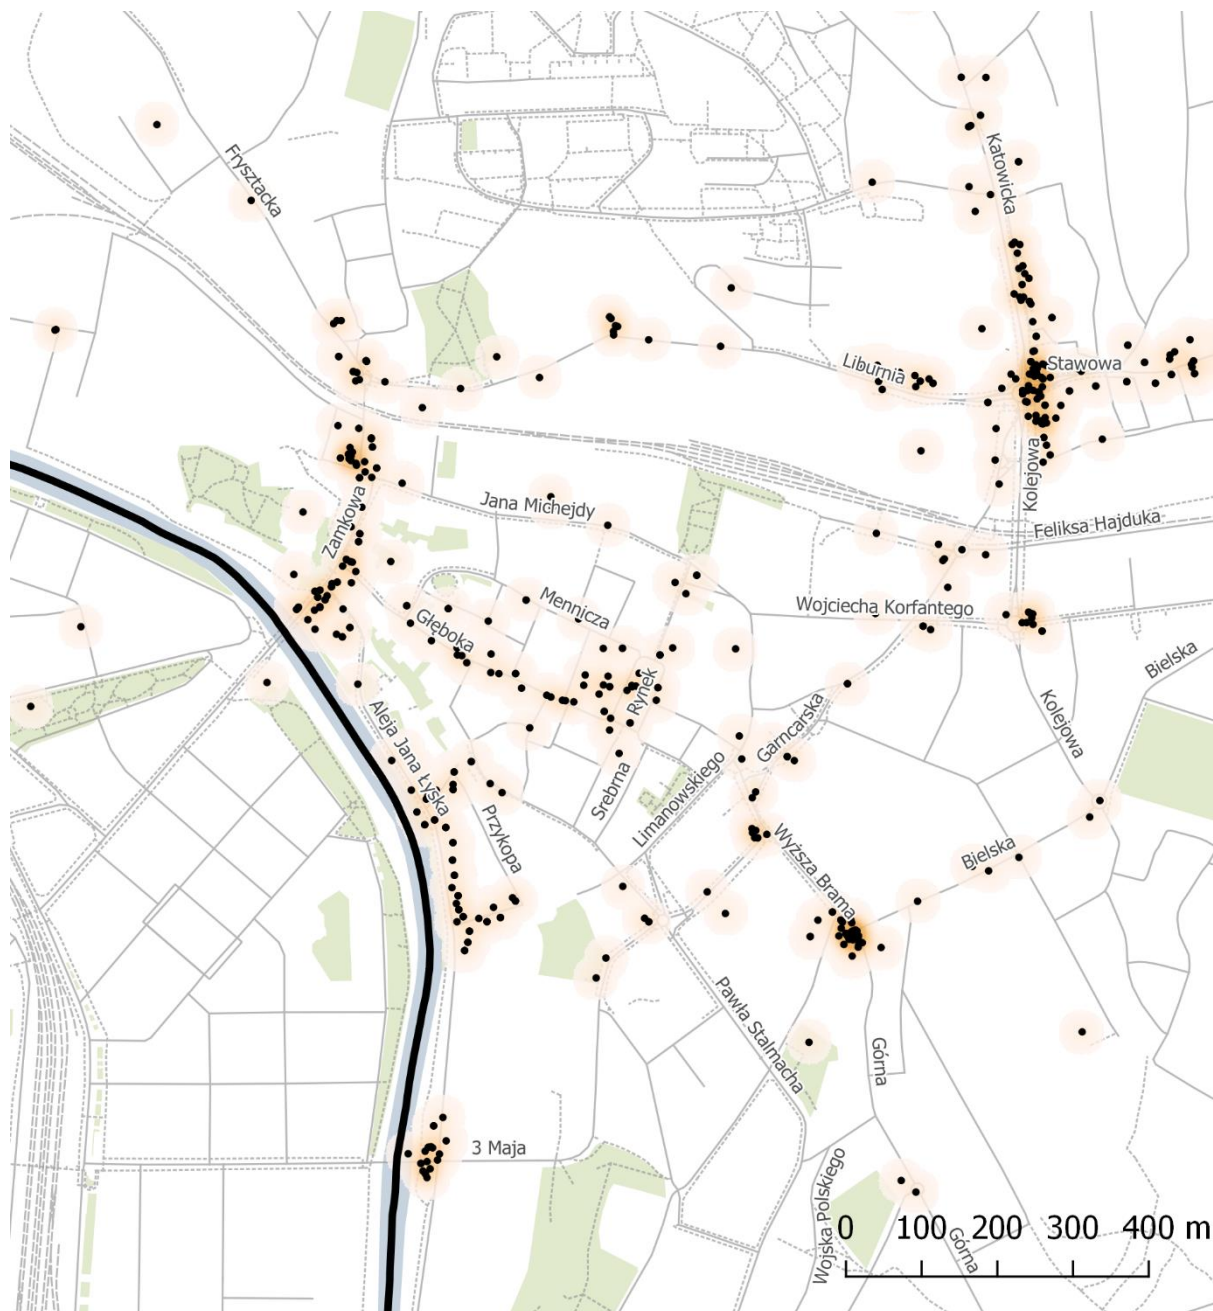 Frysztacka
Katowicka
Liburnia
Stawowa
Kolejowa
Jana Michejdy
Zamkowa
Feliksa Hajduka
Mennicza
Głęboka
Wojciecha Korfantego
Bielska
Rynek
Aleja Jana Łyska
Garncarska
Kolejowa
Srebrna
Limanowskiego
Przykopa
Wyższa Brama
Bielska
Pawła Stalmacha
Górna
3 Maja
Wojska Polskiego
Górna
0 100 200 300 400 m